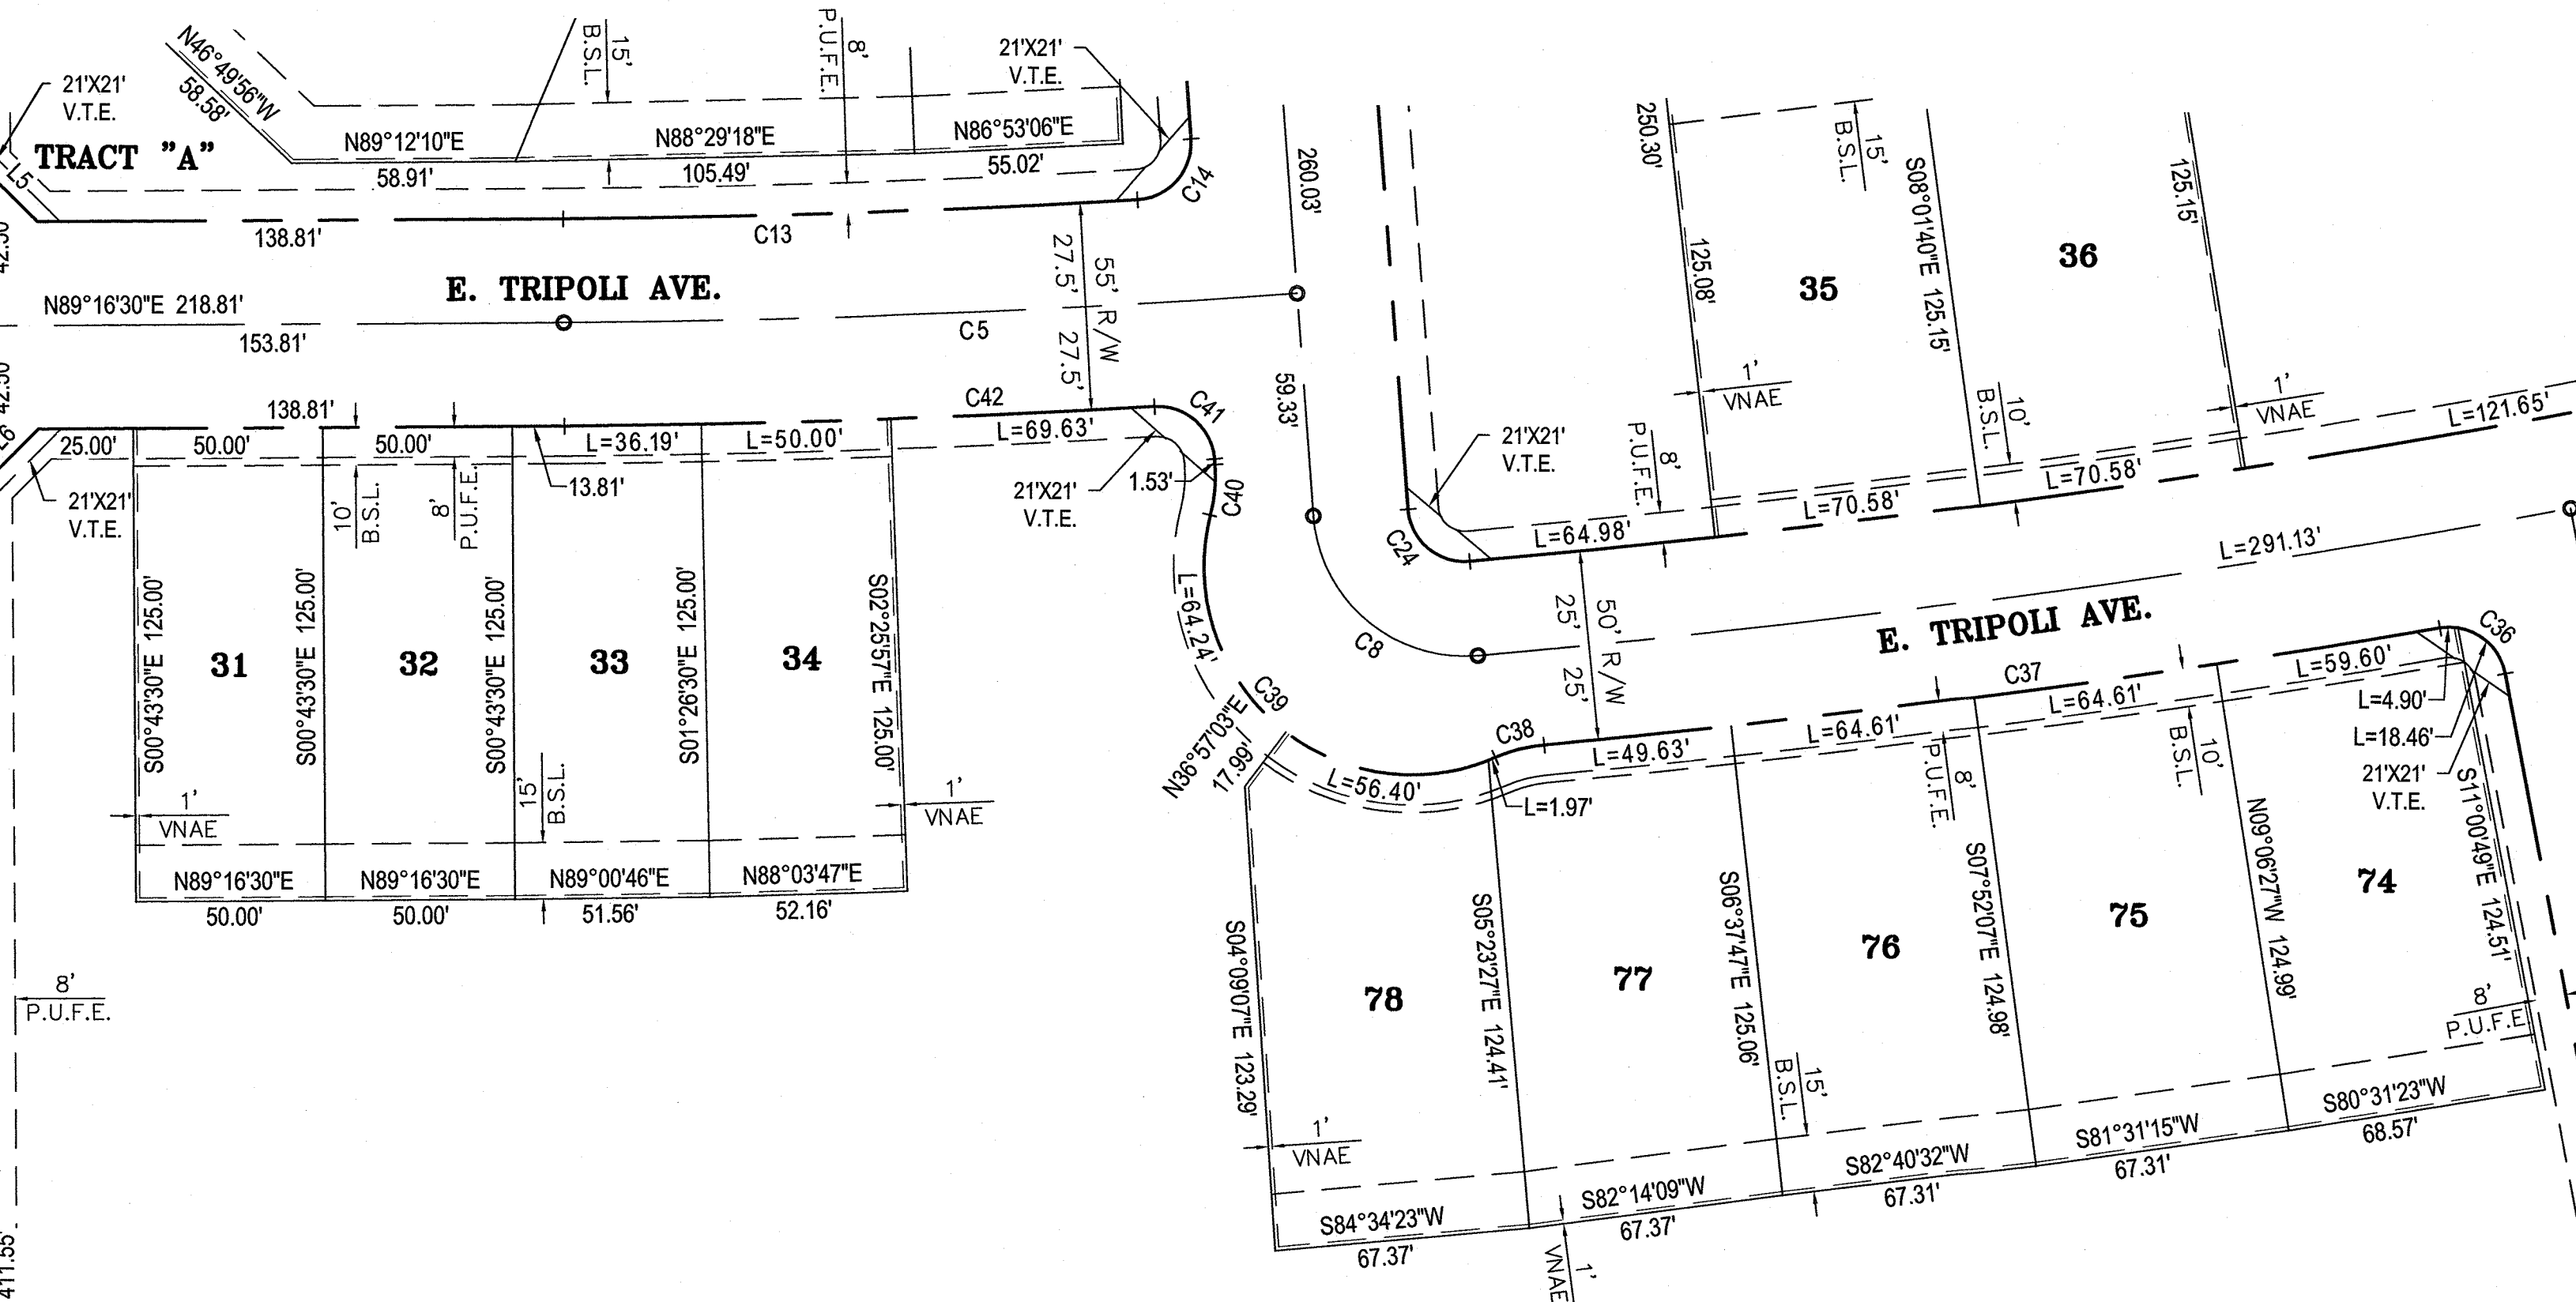 N46°49'56"W
58.58'
21'X21'
V.T.E.
TRACT "A"
L5
15'
B.S.L.
8'
P.U.F.E.
21'X21'
V.T.E.
N89°12'10"E
58.91'
N88°29'18"E
105.49'
N86°53'06"E
55.02'
C14
138.81'
C13
42.50
E. TRIPOLI AVE.
N89°16'30"E 218.81'
153.81'
C5
55' R/W
27.5'
27.5'
260.03'
59.33'
42.50
L6
138.81'
25.00'
50.00'
50.00'
L=36.19'
L=50.00'
C42
L=69.63'
C41
13.81'
21'X21'
V.T.E.
10'
B.S.L.
8'
P.U.F.E.
21'X21'
V.T.E.
1.53'
C40
L=64.24'
S00°43'30"E 125.00'
31
S00°43'30"E 125.00'
32
S00°43'30"E 125.00'
33
S01°26'30"E 125.00'
34
S02°25'57"E 125.00'
1'
VNAE
15'
B.S.L.
1'
VNAE
N89°16'30"E
50.00'
N89°16'30"E
50.00'
N89°00'46"E
51.56'
N88°03'47"E
52.16'
8'
P.U.F.E.
411.55'
250.30'
125.08'
15'
B.S.L.
35
S08°01'40"E 125.15'
36
125.15'
1'
VNAE
10'
B.S.L.
1'
VNAE
L=121.65'
21'X21'
V.T.E.
8'
P.U.F.E.
C24
L=64.98'
L=70.58'
L=70.58'
L=291.13'
C8
50' R/W
25'
25'
E. TRIPOLI AVE.
C39
N36°57'03"E
17.99'
C38
L=56.40'
L=1.97'
L=49.63'
L=64.61'
C37
L=64.61'
L=59.60'
C36
L=4.90'
L=18.46'
21'X21'
V.T.E.
8'
P.U.F.E.
10'
B.S.L.
S04°09'07"E 123.29'
78
S05°23'27"E 124.41'
77
S06°37'47"E 125.06'
76
S07°52'07"E 124.98'
75
N09°06'27"W 124.99'
74
S11°00'49"E 124.51'
8'
P.U.F.E.
1'
VNAE
15'
B.S.L.
S84°34'23"W
67.37'
S82°14'09"W
67.37'
S82°40'32"W
67.31'
S81°31'15"W
67.31'
S80°31'23"W
68.57'
1'
VNAE